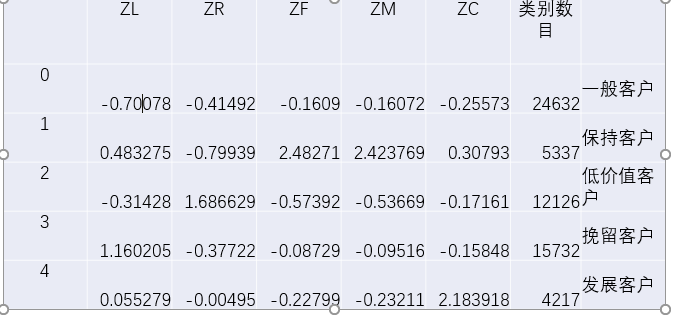 ZL ZR ZF ZM ZC 类别数
目
0 -0.70078 -0.41492 -0.1609 -0.16072 -0.25573 24632 一般客户
1 0.483275 -0.79939 2.48271 2.423769 0.30793 5337 保持客户
2 -0.31428 1.686629 -0.57392 -0.53669 -0.17161 12126 低价值客
户
3 1.160205 -0.37722 -0.08729 -0.09516 -0.15848 15732 挽留客户
4 0.055279 -0.00495 -0.22799 -0.23211 2.183918 4217 发展客户